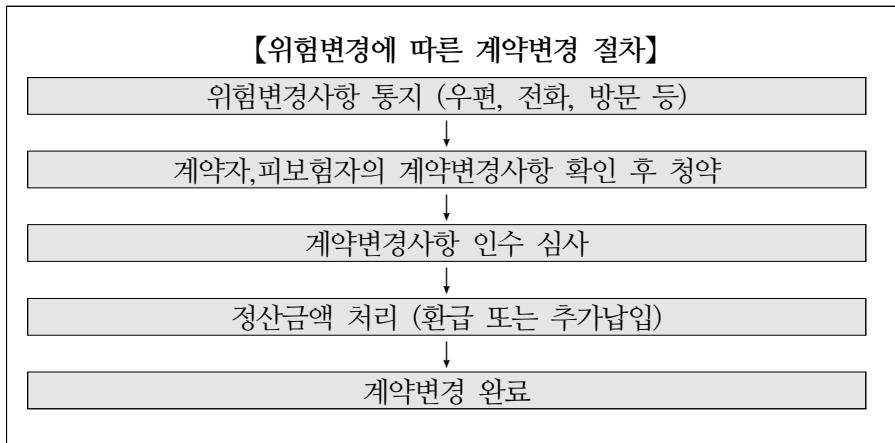 【위험변경에 따른 계약변경 절차】
위험변경사항 통지 (우편, 전화, 방문 등)
계약자,피보험자의 계약변경사항 확인 후 청약
계약변경사항 인수 심사
정산금액 처리 (환급 또는 추가납입)
계약변경 완료